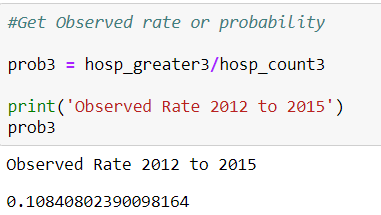 #Get Observed rate or probability
prob3 = hosp_greater3/hosp_count3
print('Observed Rate 2012 to 2015')
prob3
Observed Rate 2012 to 2015
0.10840802390098164